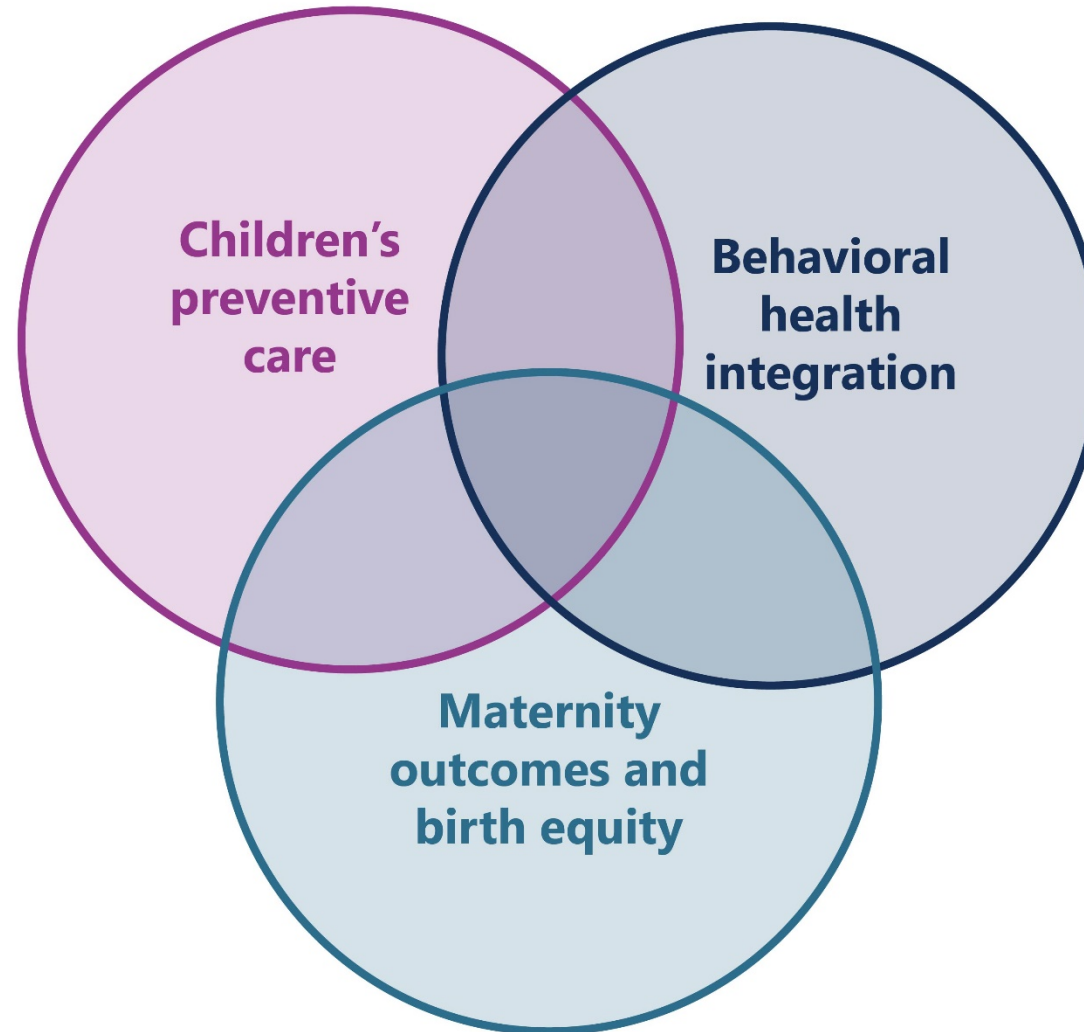 Children’s
preventive
care
Behavioral
health
integration
Maternity
outcomes and
birth equity